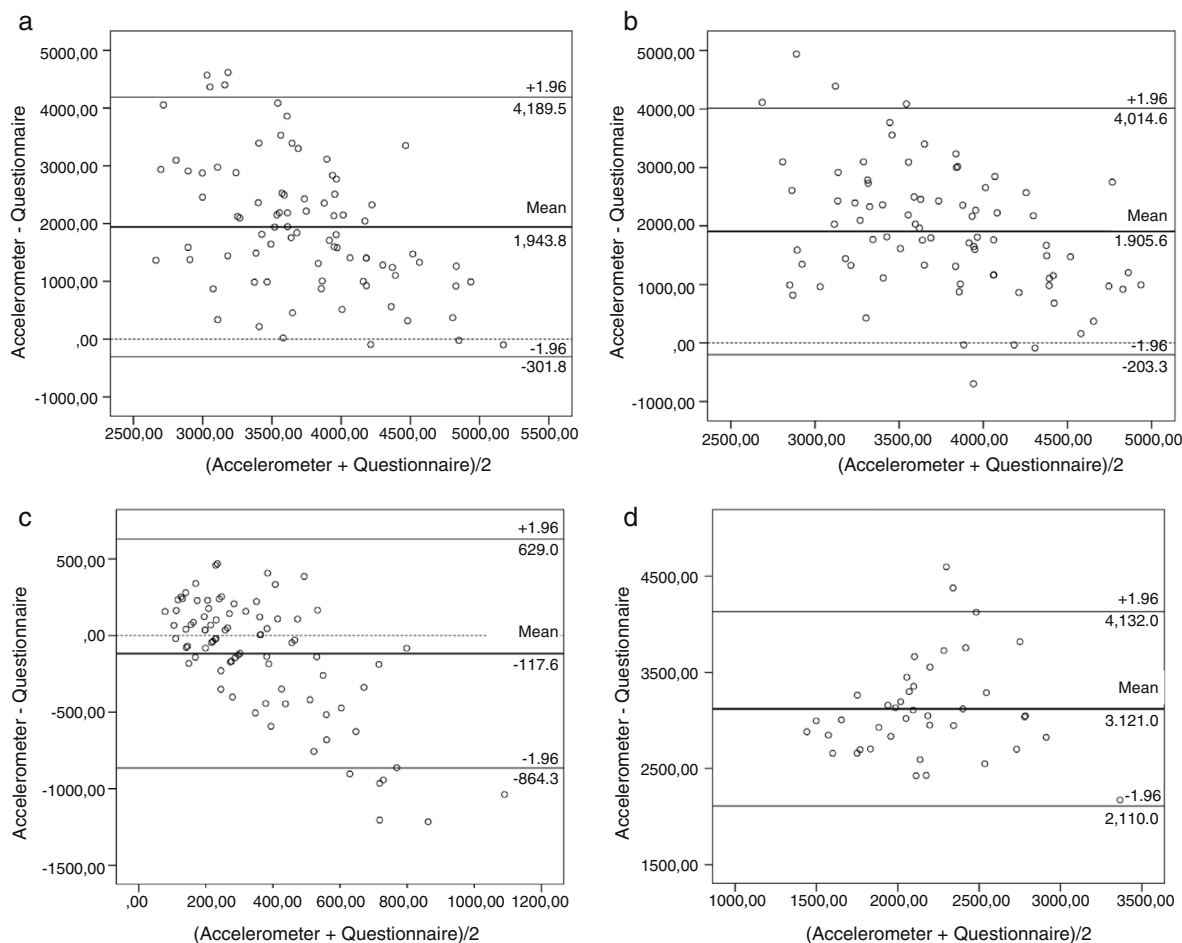 a
Accelerometer - Questionnaire
5000,00
4000,00
3000,00
2000,00
1000,00
,00
-1000,00
+1.96
4,189.5
Mean
1,943.8
-1.96
-301.8
2500,00 3000,00 3500,00 4000,00 4500,00 5000,00 5500,00
(Accelerometer + Questionnaire)/2
b
Accelerometer - Questionnaire
5000,00
4000,00
3000,00
2000,00
1000,00
,00
-1000,00
+1.96
4,014.6
Mean
1.905.6
-1.96
-203.3
2500,00 3000,00 3500,00 4000,00 4500,00 5000,00
(Accelerometer + Questionnaire)/2
c
Accelerometer - Questionnaire
500,00
,00
-500,00
-1000,00
-1500,00
+1.96
629.0
Mean
-117.6
-1.96
-864.3
,00 200,00 400,00 600,00 800,00 1000,00 1200,00
(Accelerometer + Questionnaire)/2
d
Accelerometer - Questionnaire
4500,00
3500,00
2500,00
1500,00
+1.96
4,132.0
Mean
3.121.0
-1.96
2,110.0
1000,00 1500,00 2000,00 2500,00 3000,00 3500,00
(Accelerometer + Questionnaire)/2